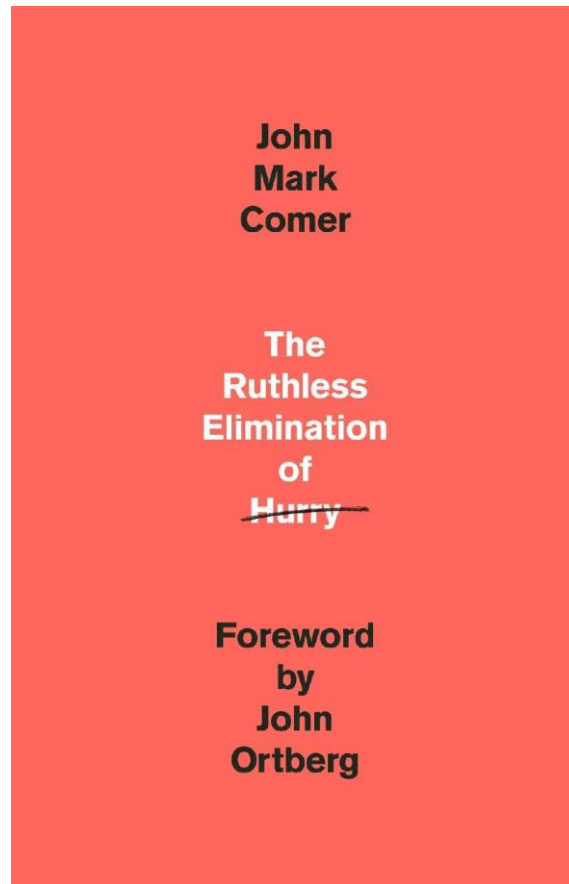 John
Mark
Comer
The
Ruthless
Elimination
of
Hurry
Foreword
by
John
Ortberg